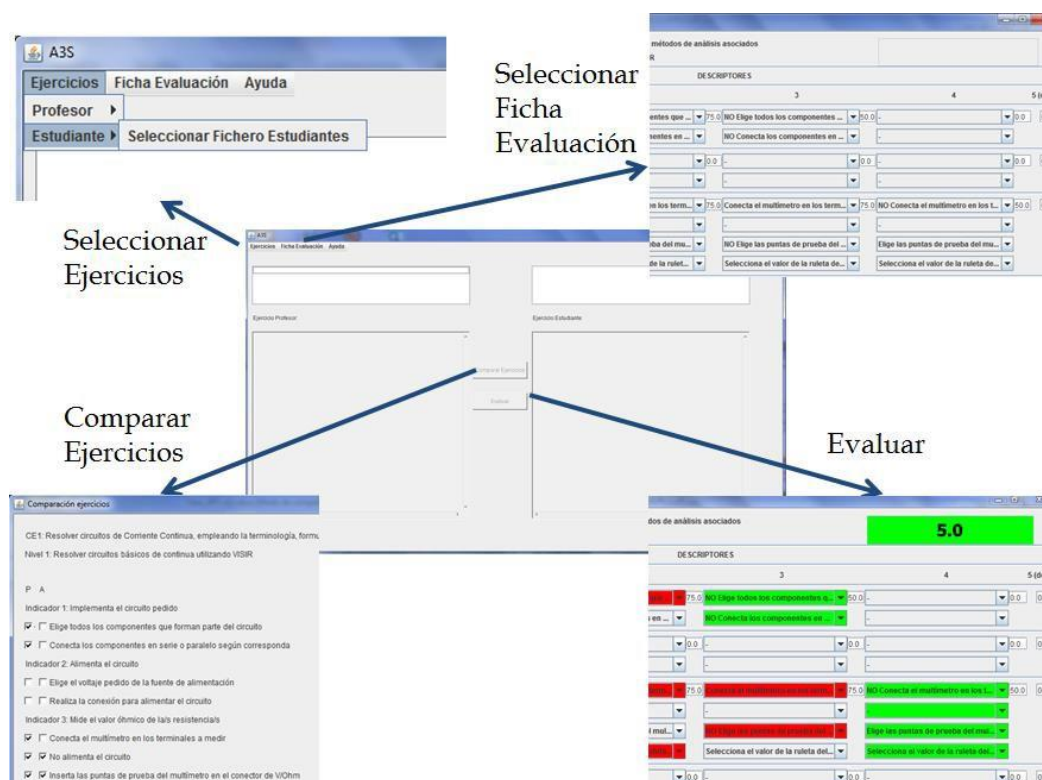 A3S
Ejercicios Ficha Evaluación Ayuda
Profesor
Estudiante Seleccionar Fichero Estudiantes
Seleccionar
Ficha
Evaluación
métodos de análisis asociados
DESCRIPTORES
3 4
75.0 NO Elige todos los componentes ... 50.0 - 0.0
NO Conecta los componentes en ... -
0.0 - 0.0 - 0.0
- -
75.0 Conecta el multímetro en los term... 75.0 NO Conecta el multímetro en los t... 50.0
- -
NO Elige las puntas de prueba del ... Elige las puntas de prueba del mu...
Selecciona el valor de la ruleta de... Selecciona el valor de la ruleta de...
Seleccionar
Ejercicios
A3S
Ejercicios Ficha Evaluación Ayuda
Ejercicio Profesor: Ejercicio Estudiante:
Comparar Ejercicios
Evaluar
Comparar
Ejercicios
Evaluar
Comparación ejercicios
CE1: Resolver circuitos de Corriente Continua, empleando la terminología, formu
Nivel 1: Resolver circuitos básicos de continua utilizando VISIR
P A
Indicador 1: Implementa el circuito pedido
Elige todos los componentes que forman parte del circuito
Conecta los componentes en serie o paralelo según corresponda
Indicador 2: Alimenta el circuito
Elige el voltaje pedido de la fuente de alimentación
Realiza la conexión para alimentar el circuito
Indicador 3: Mide el valor óhmico de la/s resistencia/s
Conecta el multímetro en los terminales a medir
No alimenta el circuito
Inserta las puntas de prueba del multímetro en el conector de V/Ohm
dos de análisis asociados
5.0
DESCRIPTORES
3 4
75.0 NO Elige todos los componentes q... 50.0 - 0.0
NO Conecta los componentes en ... -
0.0 - 0.0 - 0.0
- -
75.0 Conecta el multímetro en los term... 75.0 NO Conecta el multímetro en los t... 50.0
- -
NO Elige las puntas de prueba del ... Elige las puntas de prueba del mu...
Selecciona el valor de la ruleta del... Selecciona el valor de la ruleta del...
0.0 - 0.0 - 0.0